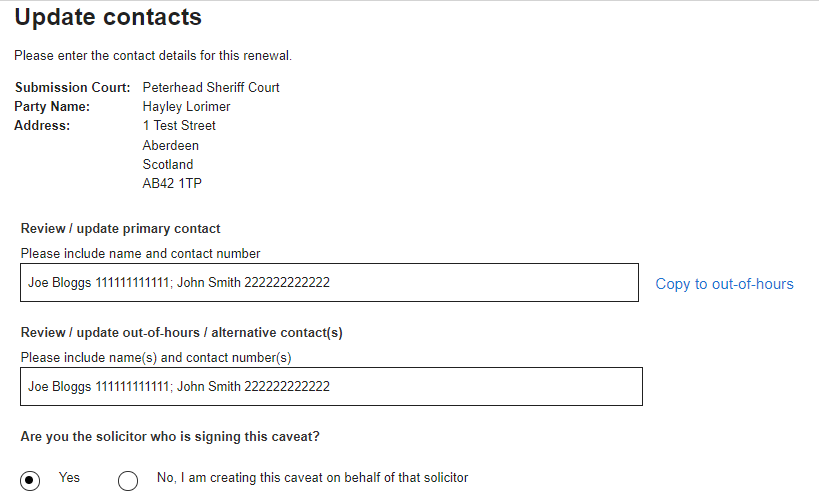 Update contacts
Please enter the contact details for this renewal.
Submission Court: Peterhead Sheriff Court
Party Name: Hayley Lorimer
Address: 1 Test Street
Aberdeen
Scotland
AB42 1TP
Review / update primary contact
Please include name and contact number
Joe Bloggs 111111111111; John Smith 222222222222
Copy to out-of-hours
Review / update out-of-hours / alternative contact(s)
Please include name(s) and contact number(s)
Joe Bloggs 111111111111; John Smith 222222222222
Are you the solicitor who is signing this caveat?
Yes No, I am creating this caveat on behalf of that solicitor